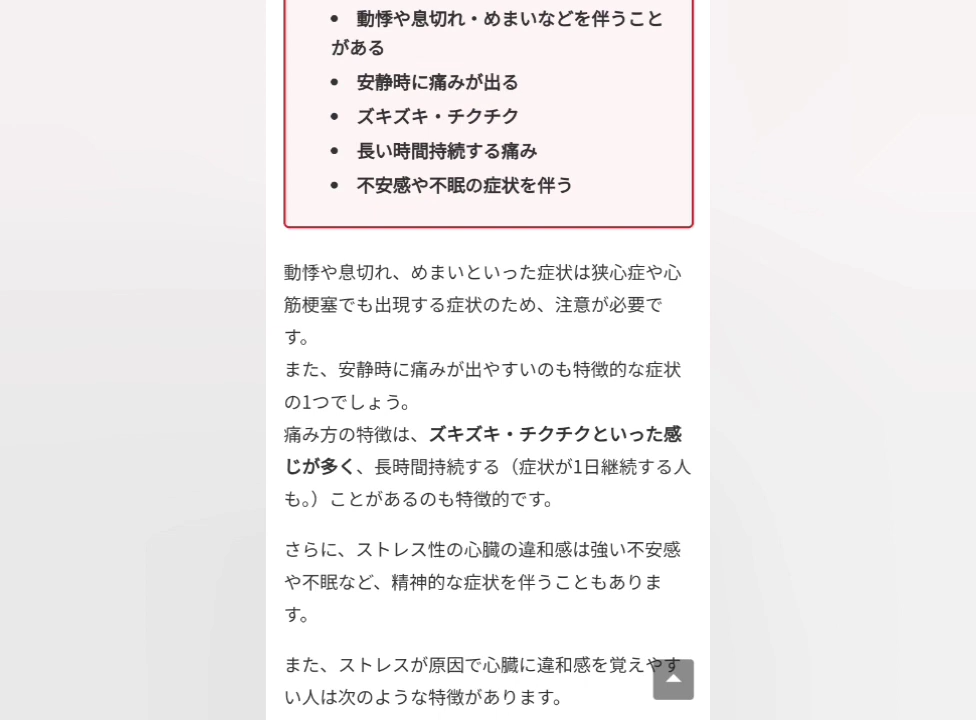 ● 動悸や息切れ・めまいなどを伴うこと
がある
● 安静時に痛みが出る
● ズキズキ・チクチク
● 長い時間持続する痛み
● 不安感や不眠の症状を伴う
動悸や息切れ、めまいといった症状は狭心症や心
筋梗塞でも出現する症状のため、注意が必要で
す。
また、安静時に痛みが出やすいのも特徴的な症状
の1つでしょう。
痛み方の特徴は、ズキズキ・チクチクといった感
じが多く、長時間持続する（症状が1日継続する人
も。）ことがあるのも特徴的です。
さらに、ストレス性の心臓の違和感は強い不安感
や不眠など、精神的な症状を伴うこともありま
す。
また、ストレスが原因で心臓に違和感を覚えやす
い人は次のような特徴があります。